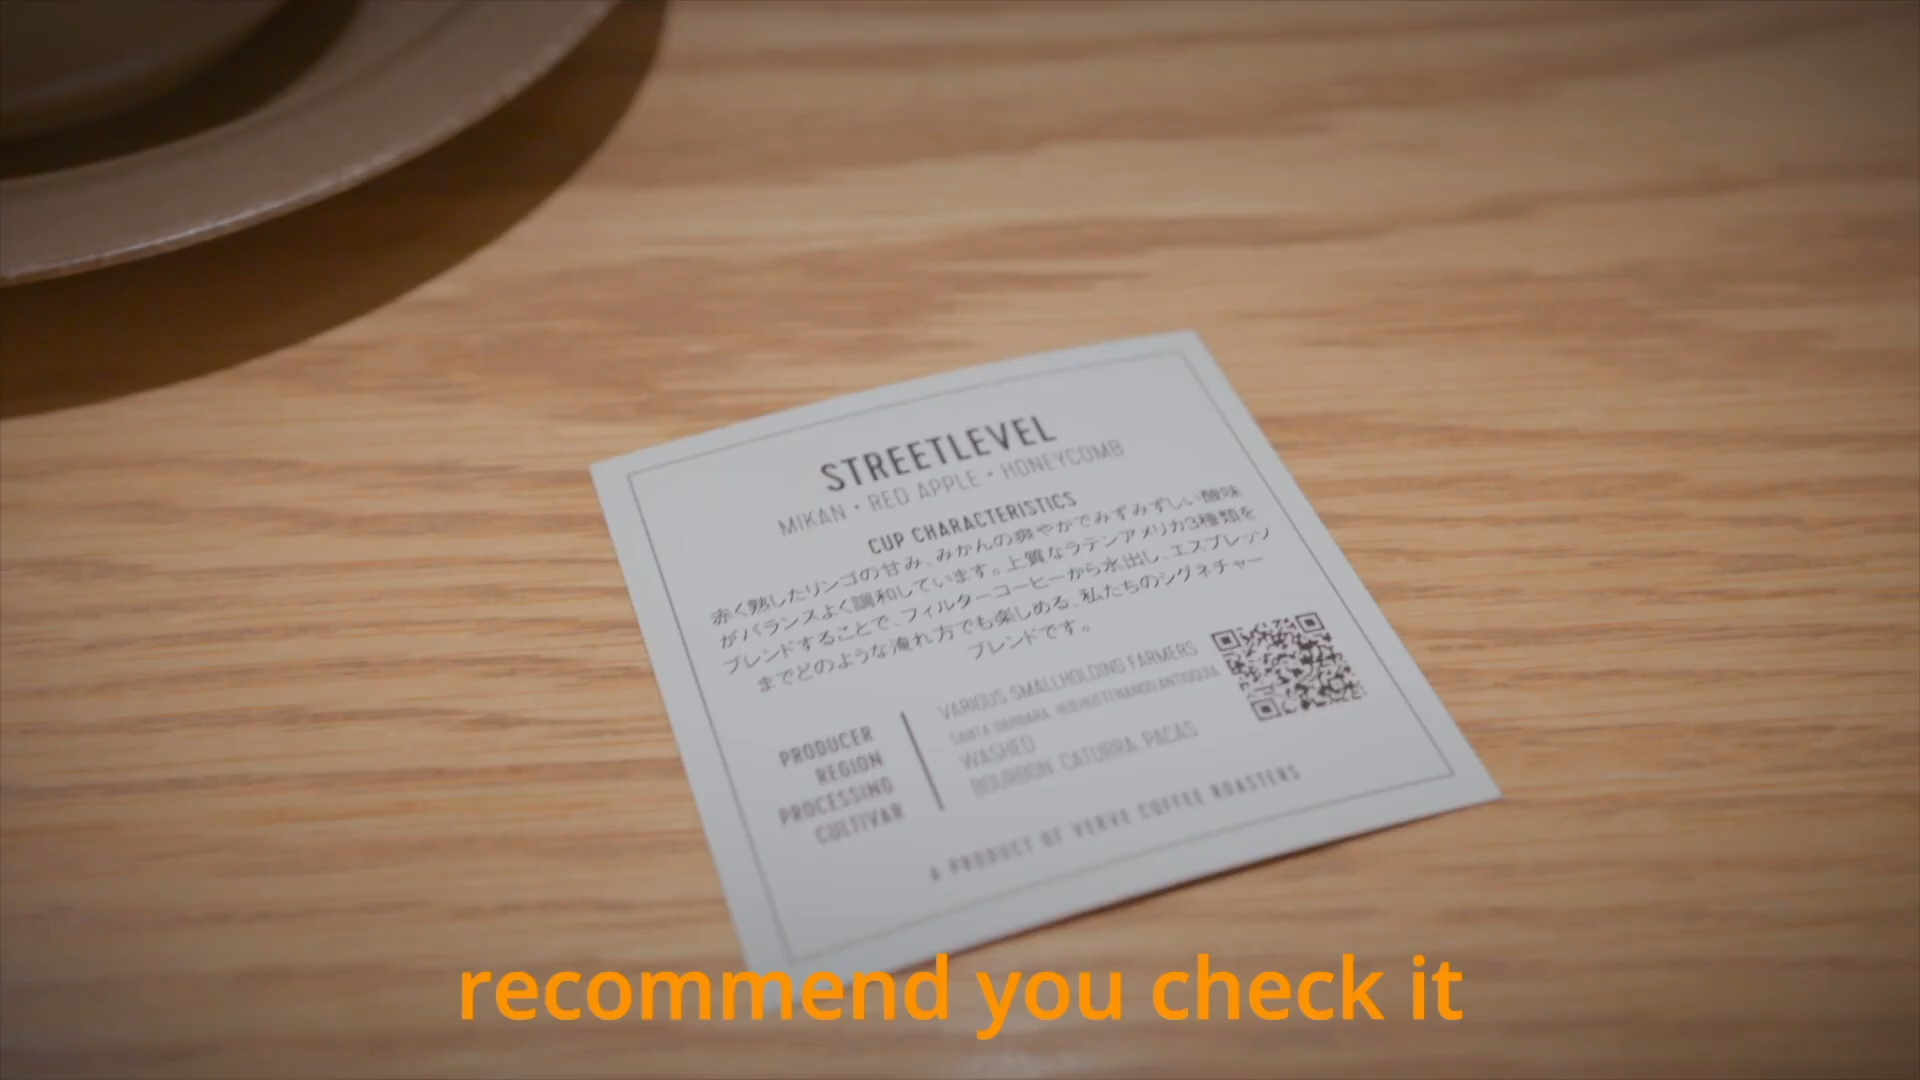 STREETLEVEL
MIKAN • RED APPLE • HONEYCOMB
CUP CHARACTERISTICS
赤く熟したリンゴの甘み、みかんの爽やかでみずみずしい酸味
がバランスよく調和しています。上質なラテンアメリカ3種類を
ブレンドすることで、フィルターコーヒーから水出し、エスプレッソ
までどのような淹れ方でも楽しめる、私たちのシグネチャー
ブレンドです。
PRODUCER
REGION
PROCESSING
CULTIVAR
VARIOUS SMALLHOLDING FARMERS
SANTA BARBARA, HUEHUETENANGO, ANTIOQUIA
WASHED
BOURBON, CATURRA, PACAS
A PRODUCT OF VERVE COFFEE ROASTERS
recommend you check it